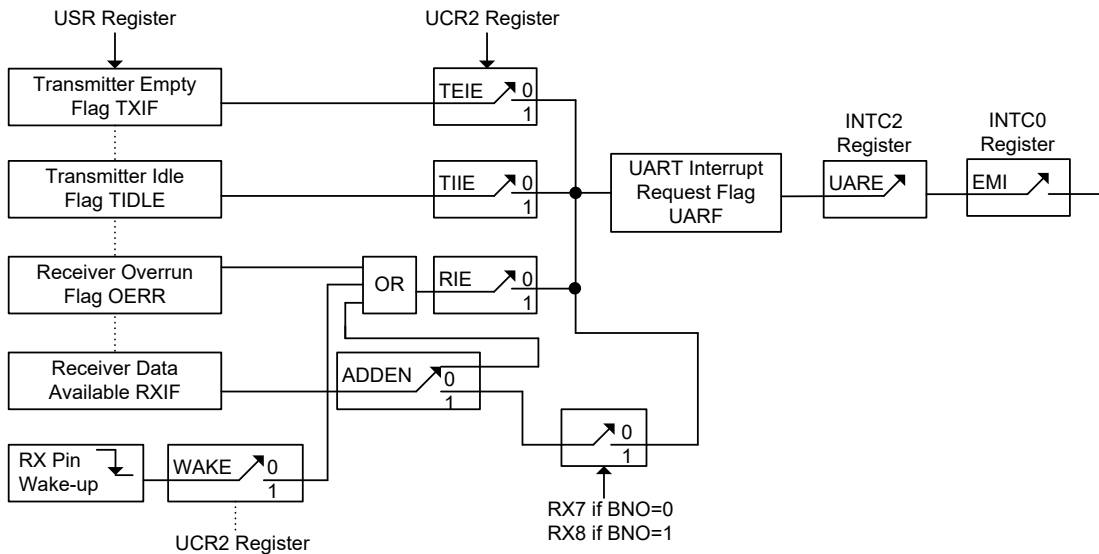 USR Register
UCR2 Register
Transmitter Empty
Flag TXIF
TEIE
0
1
INTC2
Register
INTC0
Register
Transmitter Idle
Flag TIDLE
TIIE
0
1
UART Interrupt
Request Flag
UARF
UARE
EMI
Receiver Overrun
Flag OERR
OR
RIE
0
1
Receiver Data
Available RXIF
ADDEN
0
1
0
1
RX Pin
Wake-up
WAKE
0
1
RX7 if BNO=0
RX8 if BNO=1
UCR2 Register